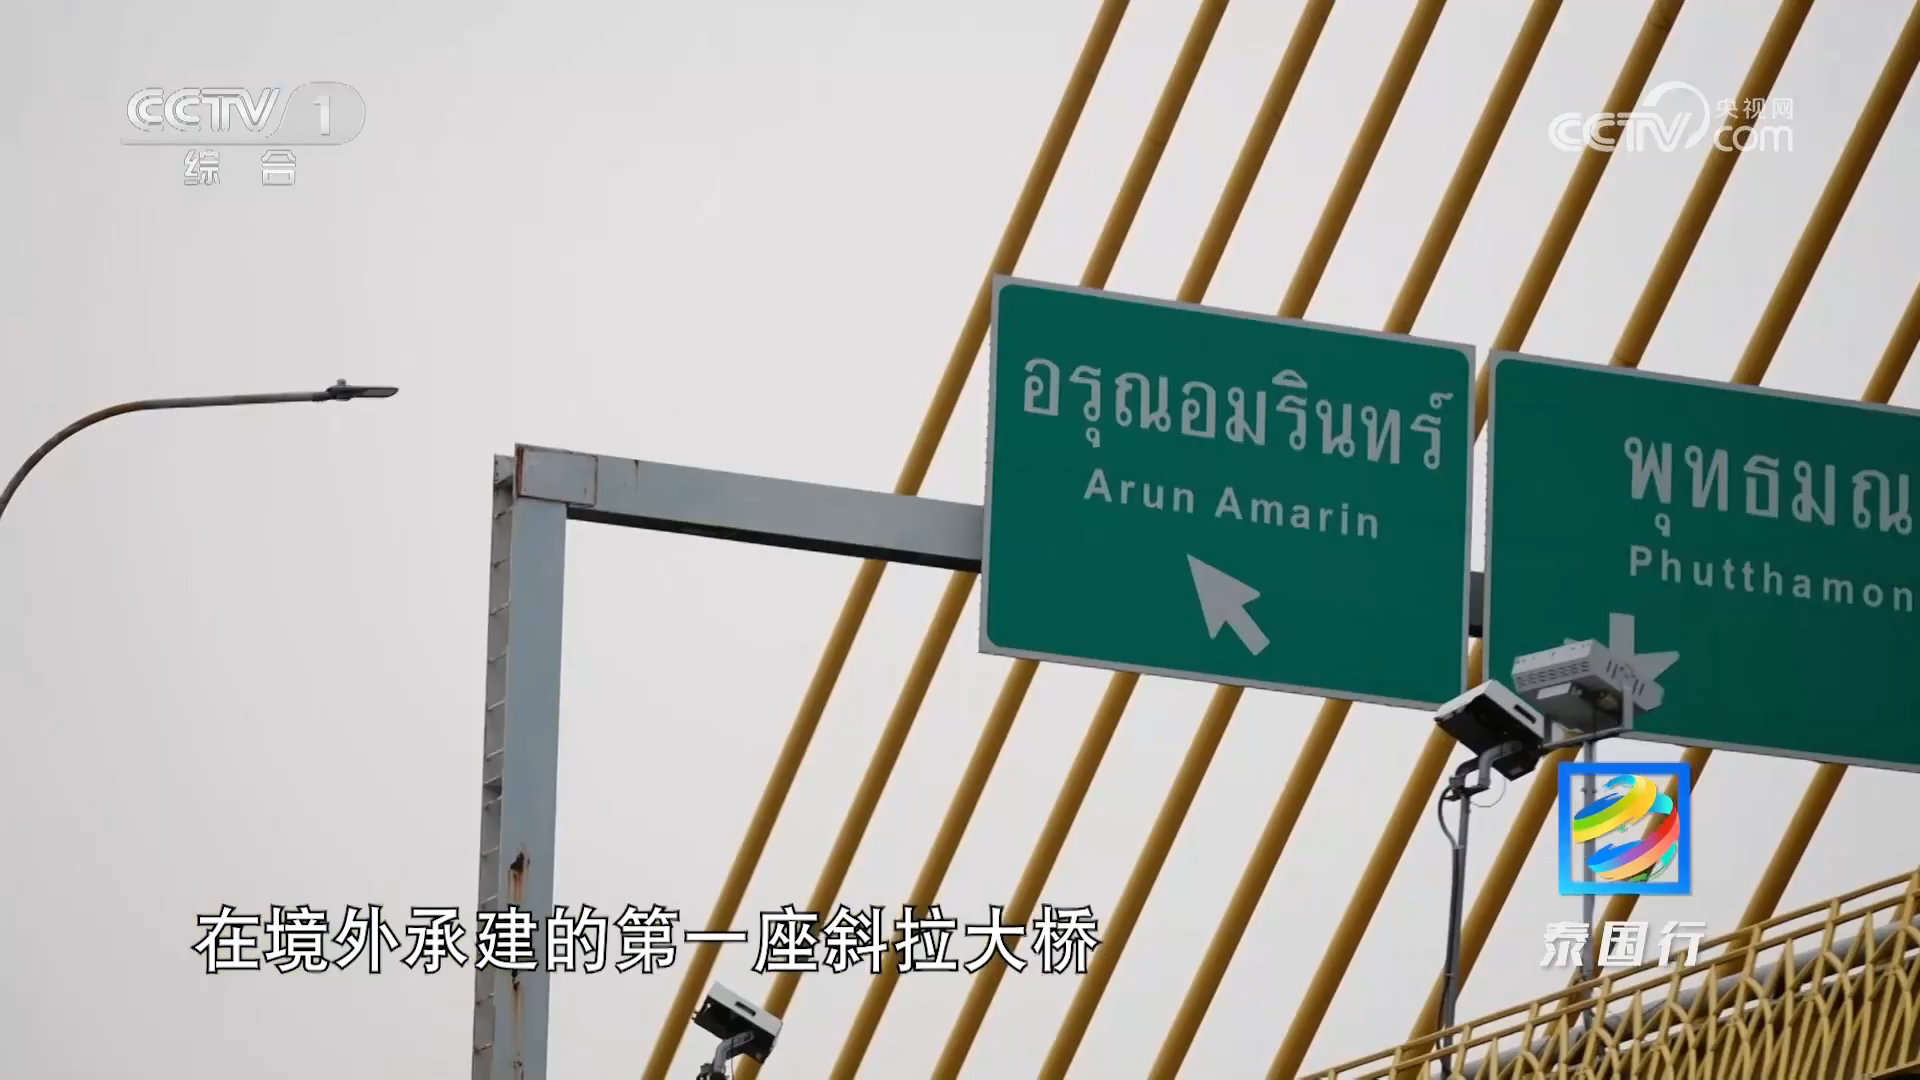 CCTV 1
综合
央视网
CCTV com
อรุณอมรินทร์
Arun Amarin
พุทธมณ
Phutthamon
在境外承建的第一座斜拉大桥
泰国行